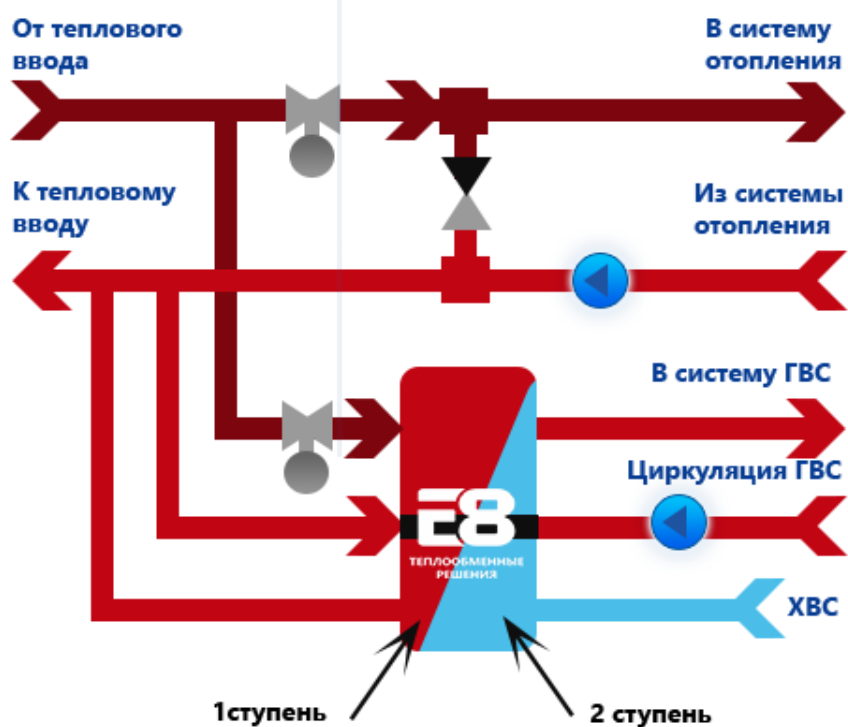 От теплового
ввода
В систему
отопления
К тепловому
вводу
Из системы
отопления
В систему ГВС
Циркуляция ГВС
E8
ТЕПЛООБМЕННЫЕ
РЕШЕНИЯ
ХВС
1ступень
2 ступень